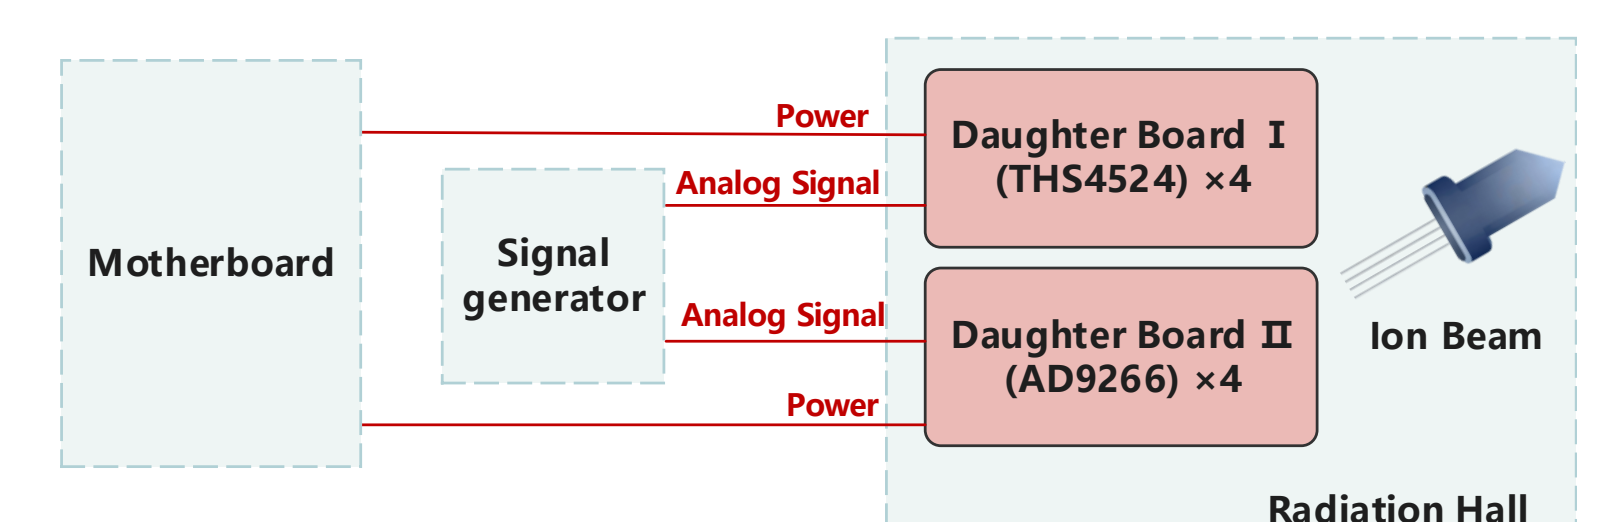 Power
Analog Signal
Daughter Board Ⅰ
(THS4524) ×4
Motherboard
Signal
generator
Analog Signal
Power
Daughter Board Ⅱ
(AD9266) ×4
Ion Beam
Radiation Hall